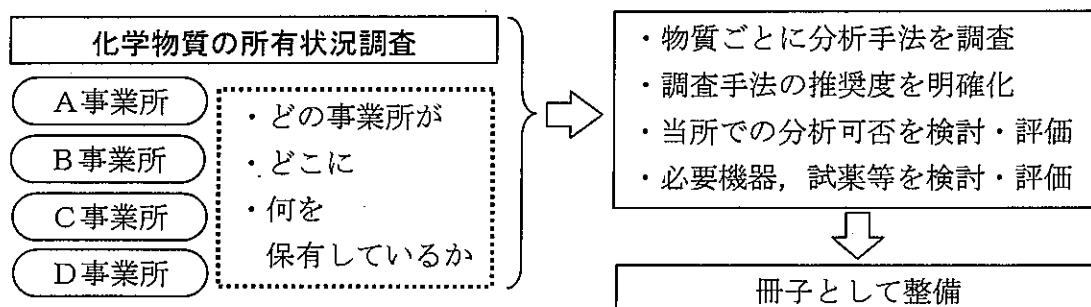 化学物質の所有状況調査
A事業所
B事業所
C事業所
D事業所
・どの事業所が
・どこに
・何を
保有しているか
・物質ごとに分析手法を調査
・調査手法の推奨度を明確化
・当所での分析可否を検討・評価
・必要機器，試薬等を検討・評価
冊子として整備